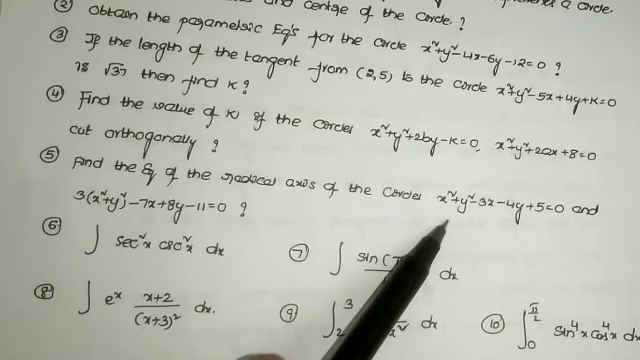 and centre of the Circle.? a circle.
② Obtain the parametric Eq's for the circle x²+y²-4x-6y-12=0 ?
③ If the length of the tangent from (2,5) to the circle x²+y²-5x+4y+K=0
is √37 then find K?
④ Find the value of K if the circles x²+y²+2by-K=0, x²+y²+2ax+8=0
cut orthogonally ?
⑤ Find the Eq of the radical axis of the Circles x²+y²-3x-4y+5=0 and
3(x²+y²)-7x+8y-11=0 ?
⑥ ∫ sec²x csc²x dx ⑦ ∫ sin( dx
⑧ ∫ eˣ (x+2)/(x+3)² dx. ⑨ ∫₂³ x² dx ⑩ ∫₀^(π/2) sin⁴x cos⁴x dx